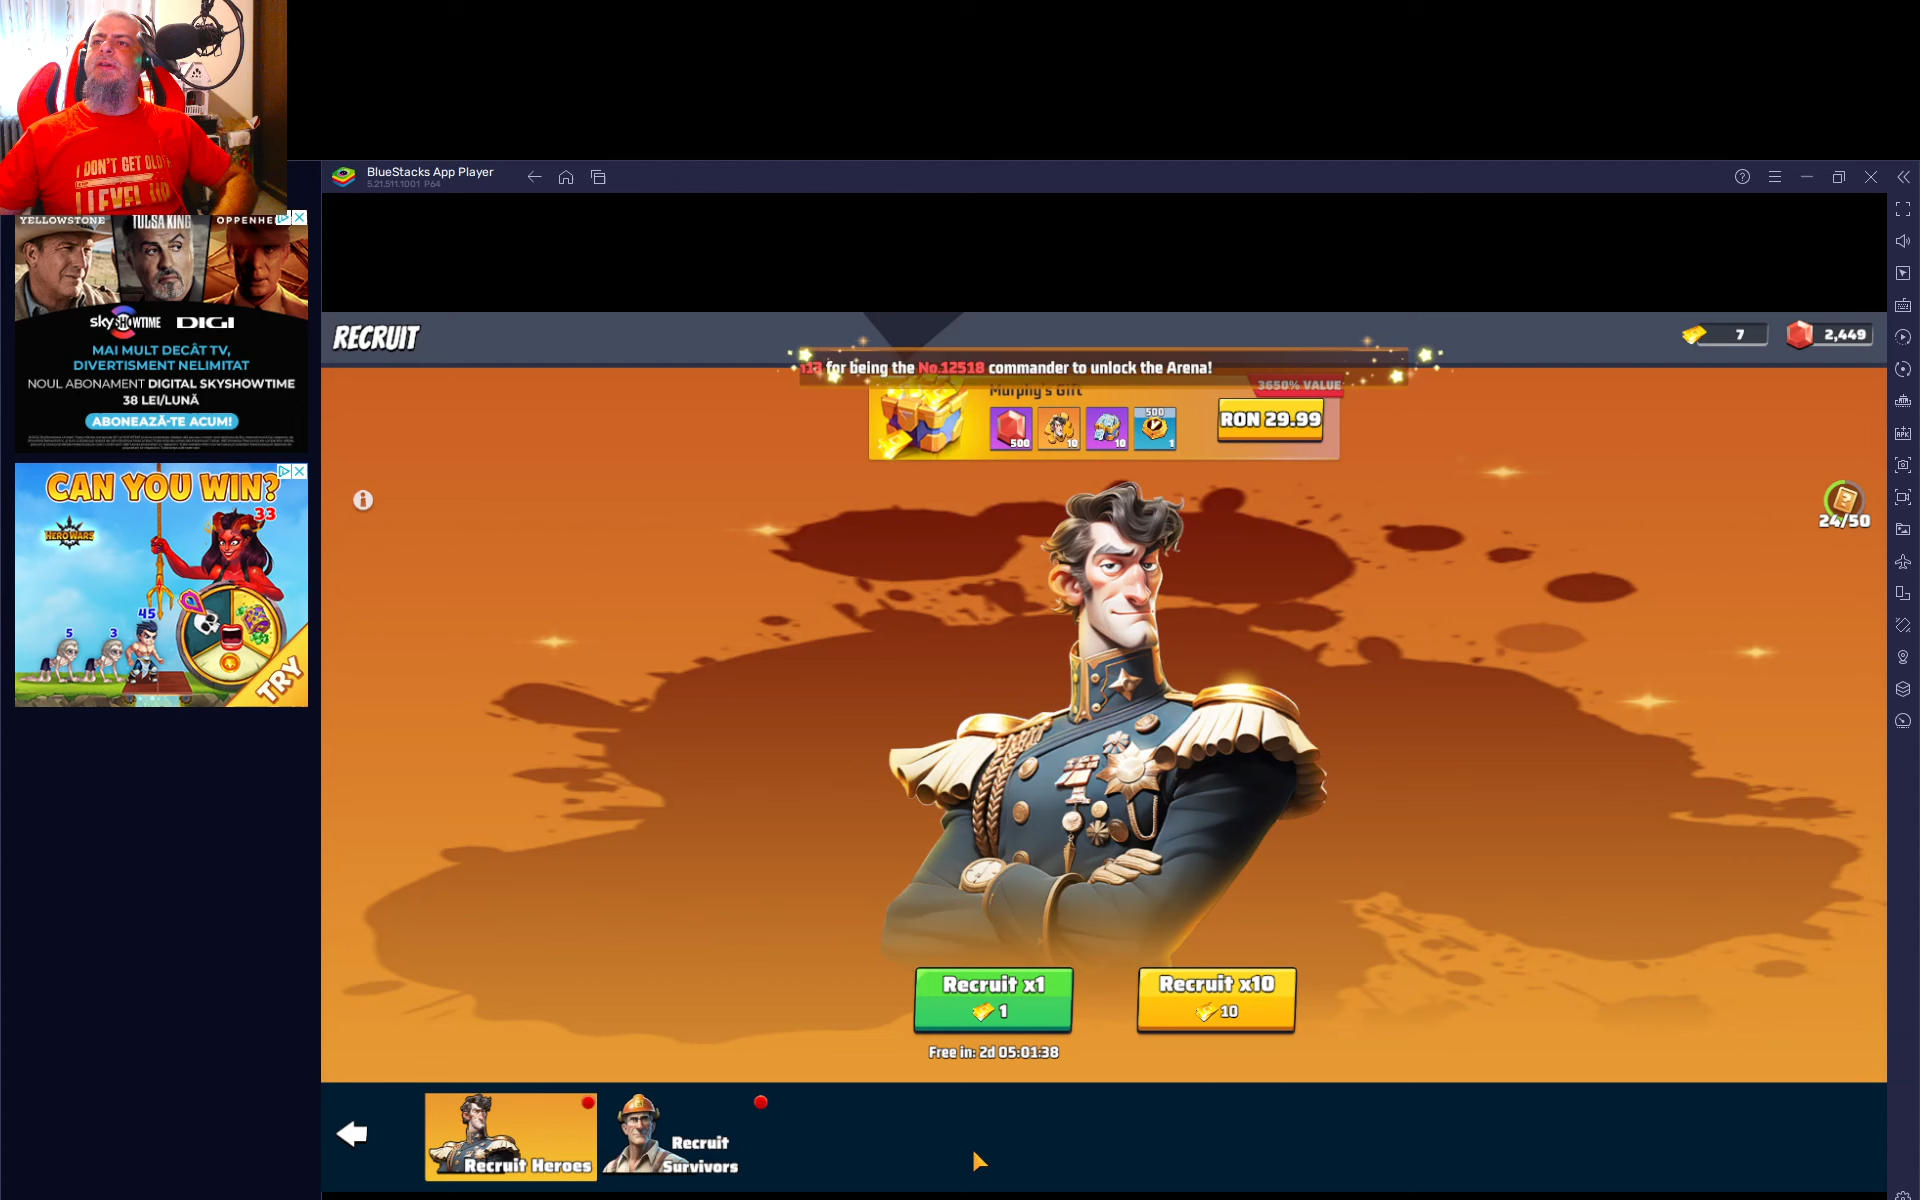 I DON'T GET OLD
I LEVEL UP
BlueStacks App Player
5.21.511.1001 P64
YELLOWSTONE
TULSA KING
OPPENHE
sky SHOWTIME DIGI
MAI MULT DECÂT TV,
DIVERTISMENT NELIMITAT
NOUL ABONAMENT DIGITAL SKYSHOWTIME
38 LEI/LUNĂ
ABONEAZĂ-TE ACUM!
CAN YOU WIN?
33
HERO WARS
45
5
3
TRY
RECRUIT
7
2,449
for being the No.12518 commander to unlock the Arena!
Murphy's Gift
3650% VALUE
500
10
10
500
1
RON 29.99
24/50
Recruit x1
1
Recruit x10
10
Free in: 2d 05:01:38
Recruit Heroes
Recruit
Survivors